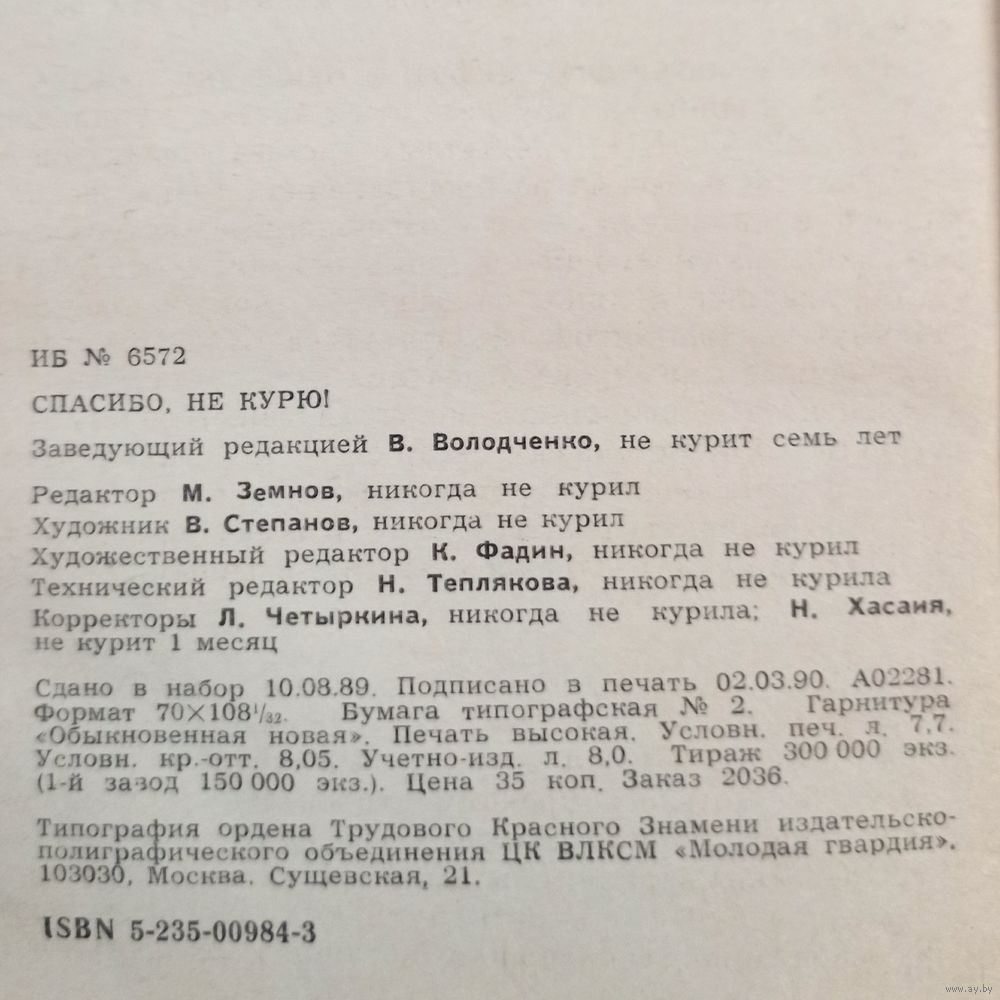 ИБ № 6572
СПАСИБО, НЕ КУРЮ!
Заведующий редакцией В. Володченко, не курит семь лет
Редактор М. Земнов, никогда не курил
Художник В. Степанов, никогда не курил
Художественный редактор К. Фадин, никогда не курил
Технический редактор Н. Теплякова, никогда не курила
Корректоры Л. Четыркина, никогда не курила; Н. Хасаия,
не курит 1 месяц
Сдано в набор 10.08.89. Подписано в печать 02.03.90. А02281.
Формат 70×108¹/₃₂. Бумага типографская № 2. Гарнитура
«Обыкновенная новая». Печать высокая. Условн. печ. л. 7,7.
Условн. кр.-отт. 8,05. Учетно-изд. л. 8,0. Тираж 300 000 экз.
(1-й завод 150 000 экз.). Цена 35 коп. Заказ 2036.
Типография ордена Трудового Красного Знамени издательско-
полиграфического объединения ЦК ВЛКСМ «Молодая гвардия».
103030, Москва. Сущевская, 21.
ISBN 5-235-00984-3
www.ay.by